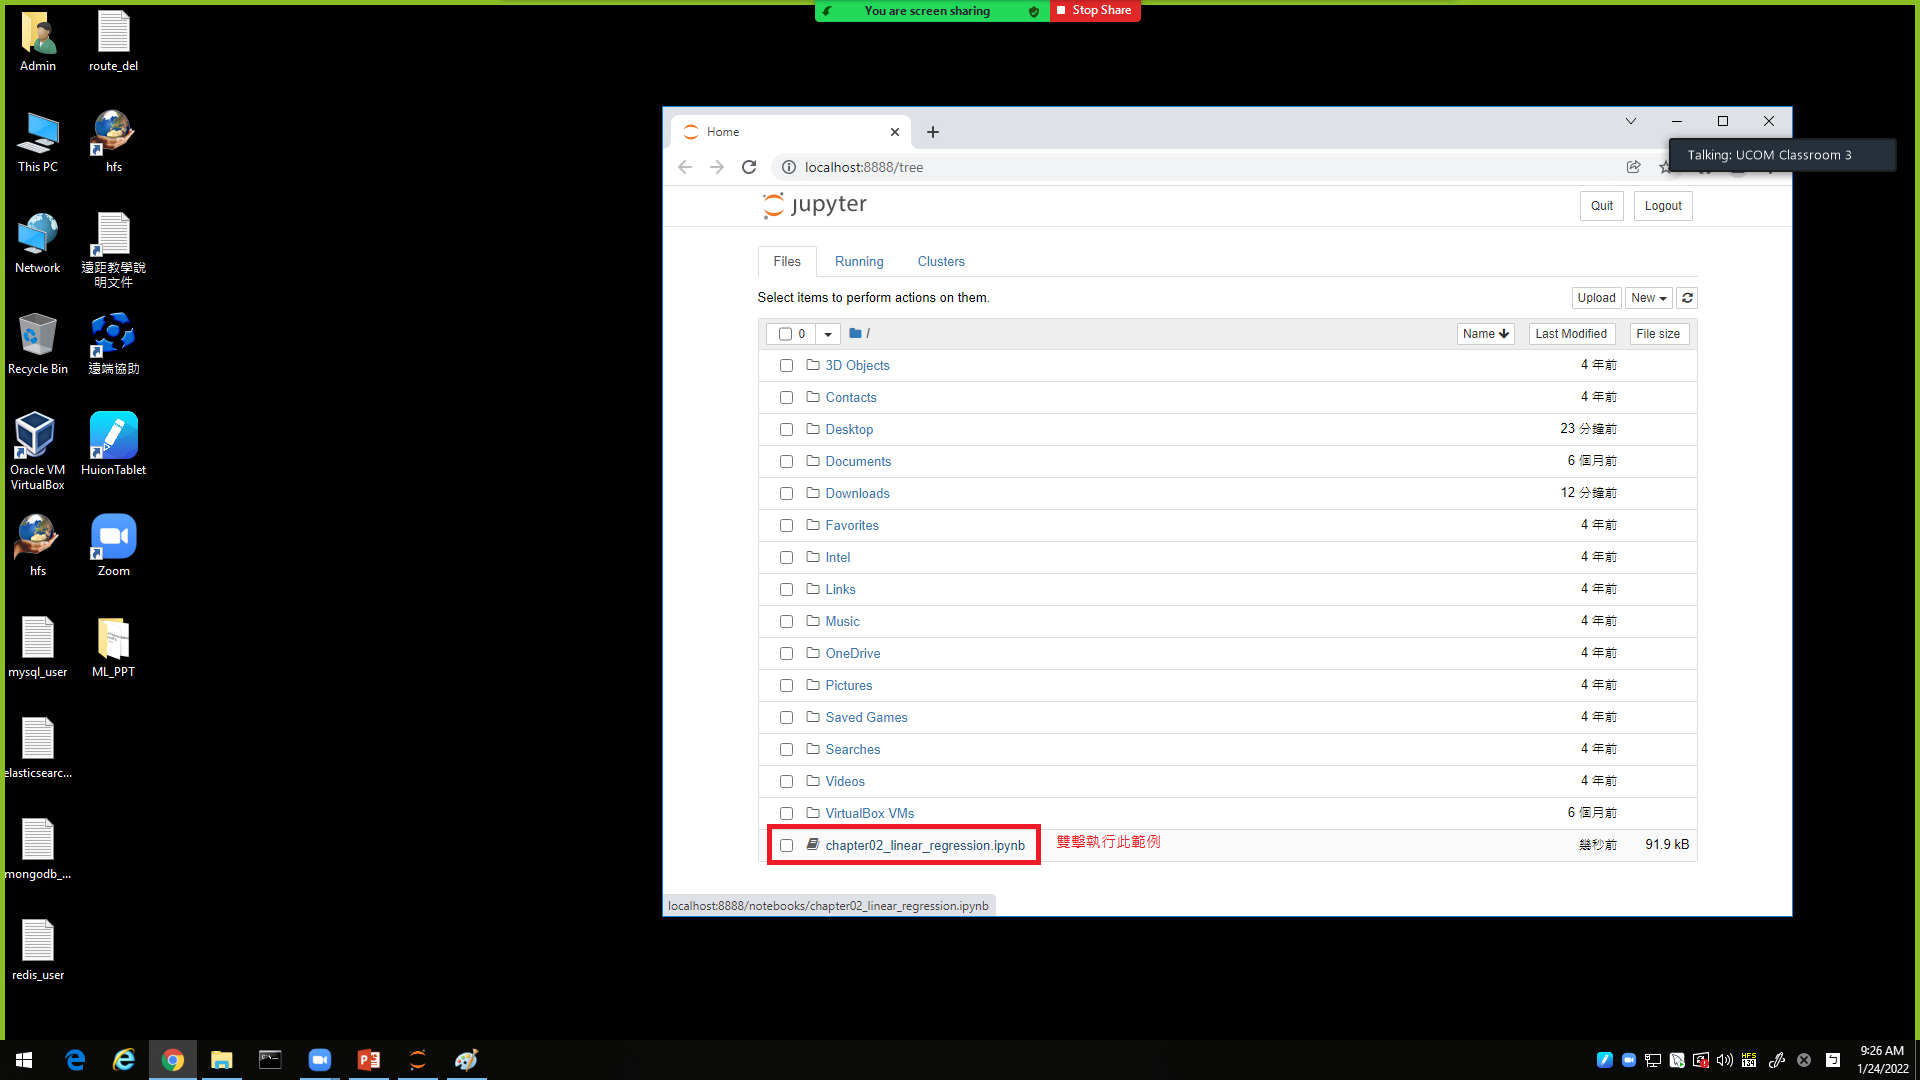 You are screen sharing
Stop Share
Admin
route_del
This PC
hfs
Network
遠距教學說
明文件
Recycle Bin
遠端協助
Oracle VM
VirtualBox
HuionTablet
hfs
Zoom
mysql_user
ML_PPT
elasticsearc...
mongodb_...
redis_user
Home
localhost:8888/tree
Talking: UCOM Classroom 3
jupyter
Quit
Logout
Files
Running
Clusters
Select items to perform actions on them.
Upload
New
0
/
Name
Last Modified
File size
3D Objects
4 年前
Contacts
4 年前
Desktop
23 分鐘前
Documents
6 個月前
Downloads
12 分鐘前
Favorites
4 年前
Intel
4 年前
Links
4 年前
Music
4 年前
OneDrive
4 年前
Pictures
4 年前
Saved Games
4 年前
Searches
4 年前
Videos
4 年前
VirtualBox VMs
6 個月前
chapter02_linear_regression.ipynb
雙擊執行此範例
幾秒前
91.9 kB
localhost:8888/notebooks/chapter02_linear_regression.ipynb
9:26 AM
1/24/2022